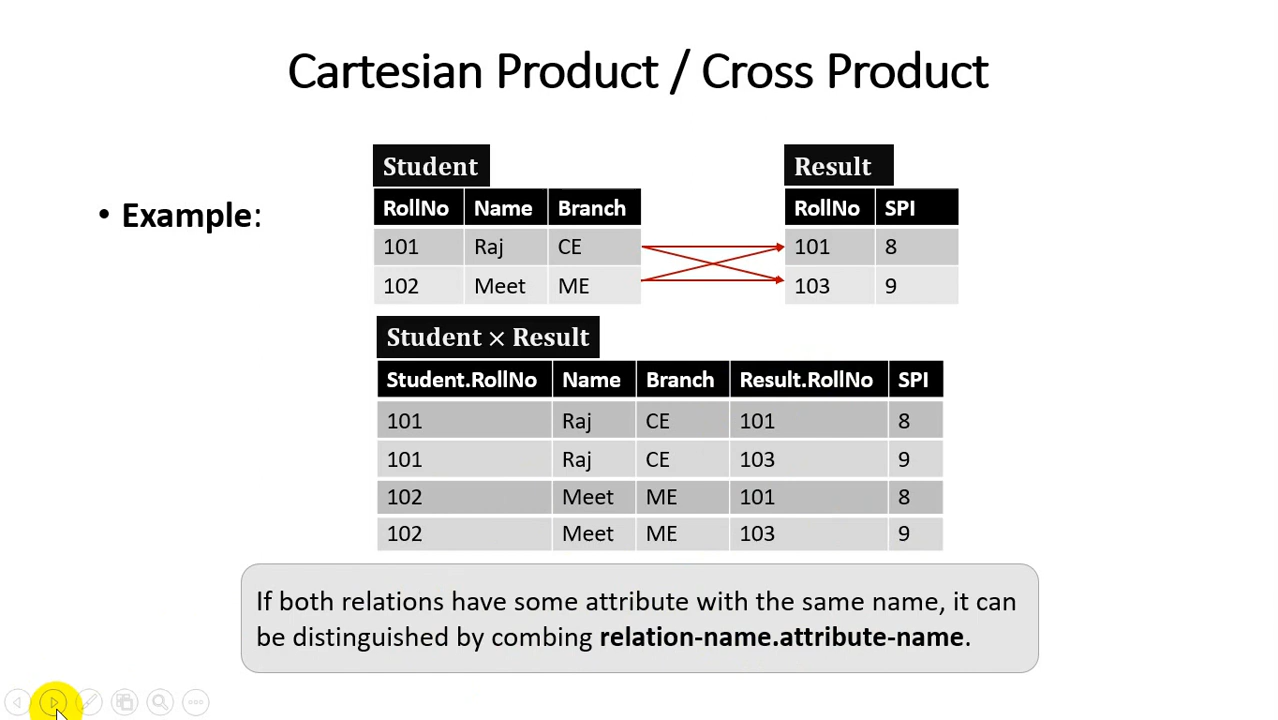 Cartesian Product / Cross Product
• Example:
Student
RollNo Name Branch
101 Raj CE
102 Meet ME
Result
RollNo SPI
101 8
103 9
Student × Result
Student.RollNo Name Branch Result.RollNo SPI
101 Raj CE 101 8
101 Raj CE 103 9
102 Meet ME 101 8
102 Meet ME 103 9
If both relations have some attribute with the same name, it can
be distinguished by combing relation-name.attribute-name.